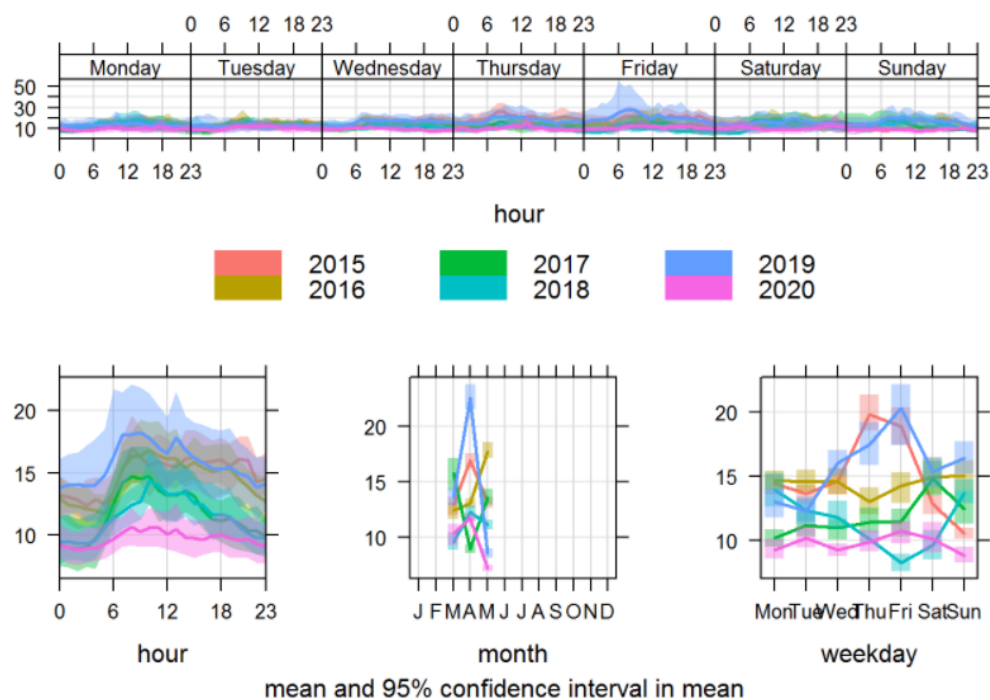 0 6 12 18 23 0 6 12 18 23 0 6 12 18 23
Monday Tuesday Wednesday Thursday Friday Saturday Sunday
50
30
10
0 6 12 18 23 0 6 12 18 23 0 6 12 18 23 0 6 12 18 23
hour
2015 2017 2019
2016 2018 2020
20 20 20
15 15 15
10 10 10
0 6 12 18 23 J F M A M J J A S O N D Mon Tue Wed Thu Fri Sat Sun
hour month weekday
mean and 95% confidence interval in mean